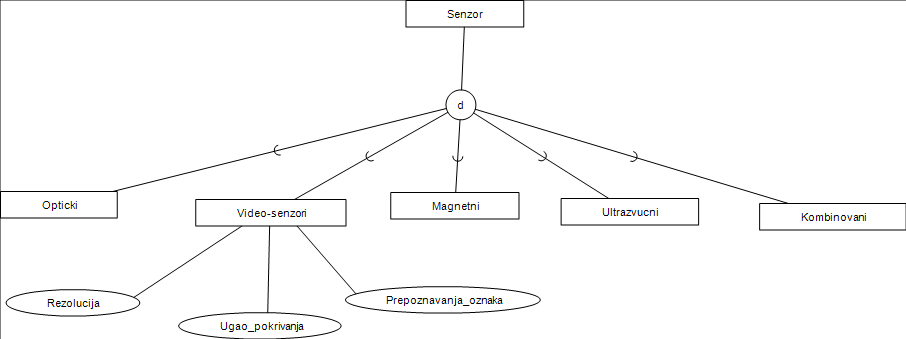 Senzor
d
Opticki
Video-senzori
Magnetni
Ultrazvucni
Kombinovani
Rezolucija
Ugao_pokrivanja
Prepoznavanja_oznaka